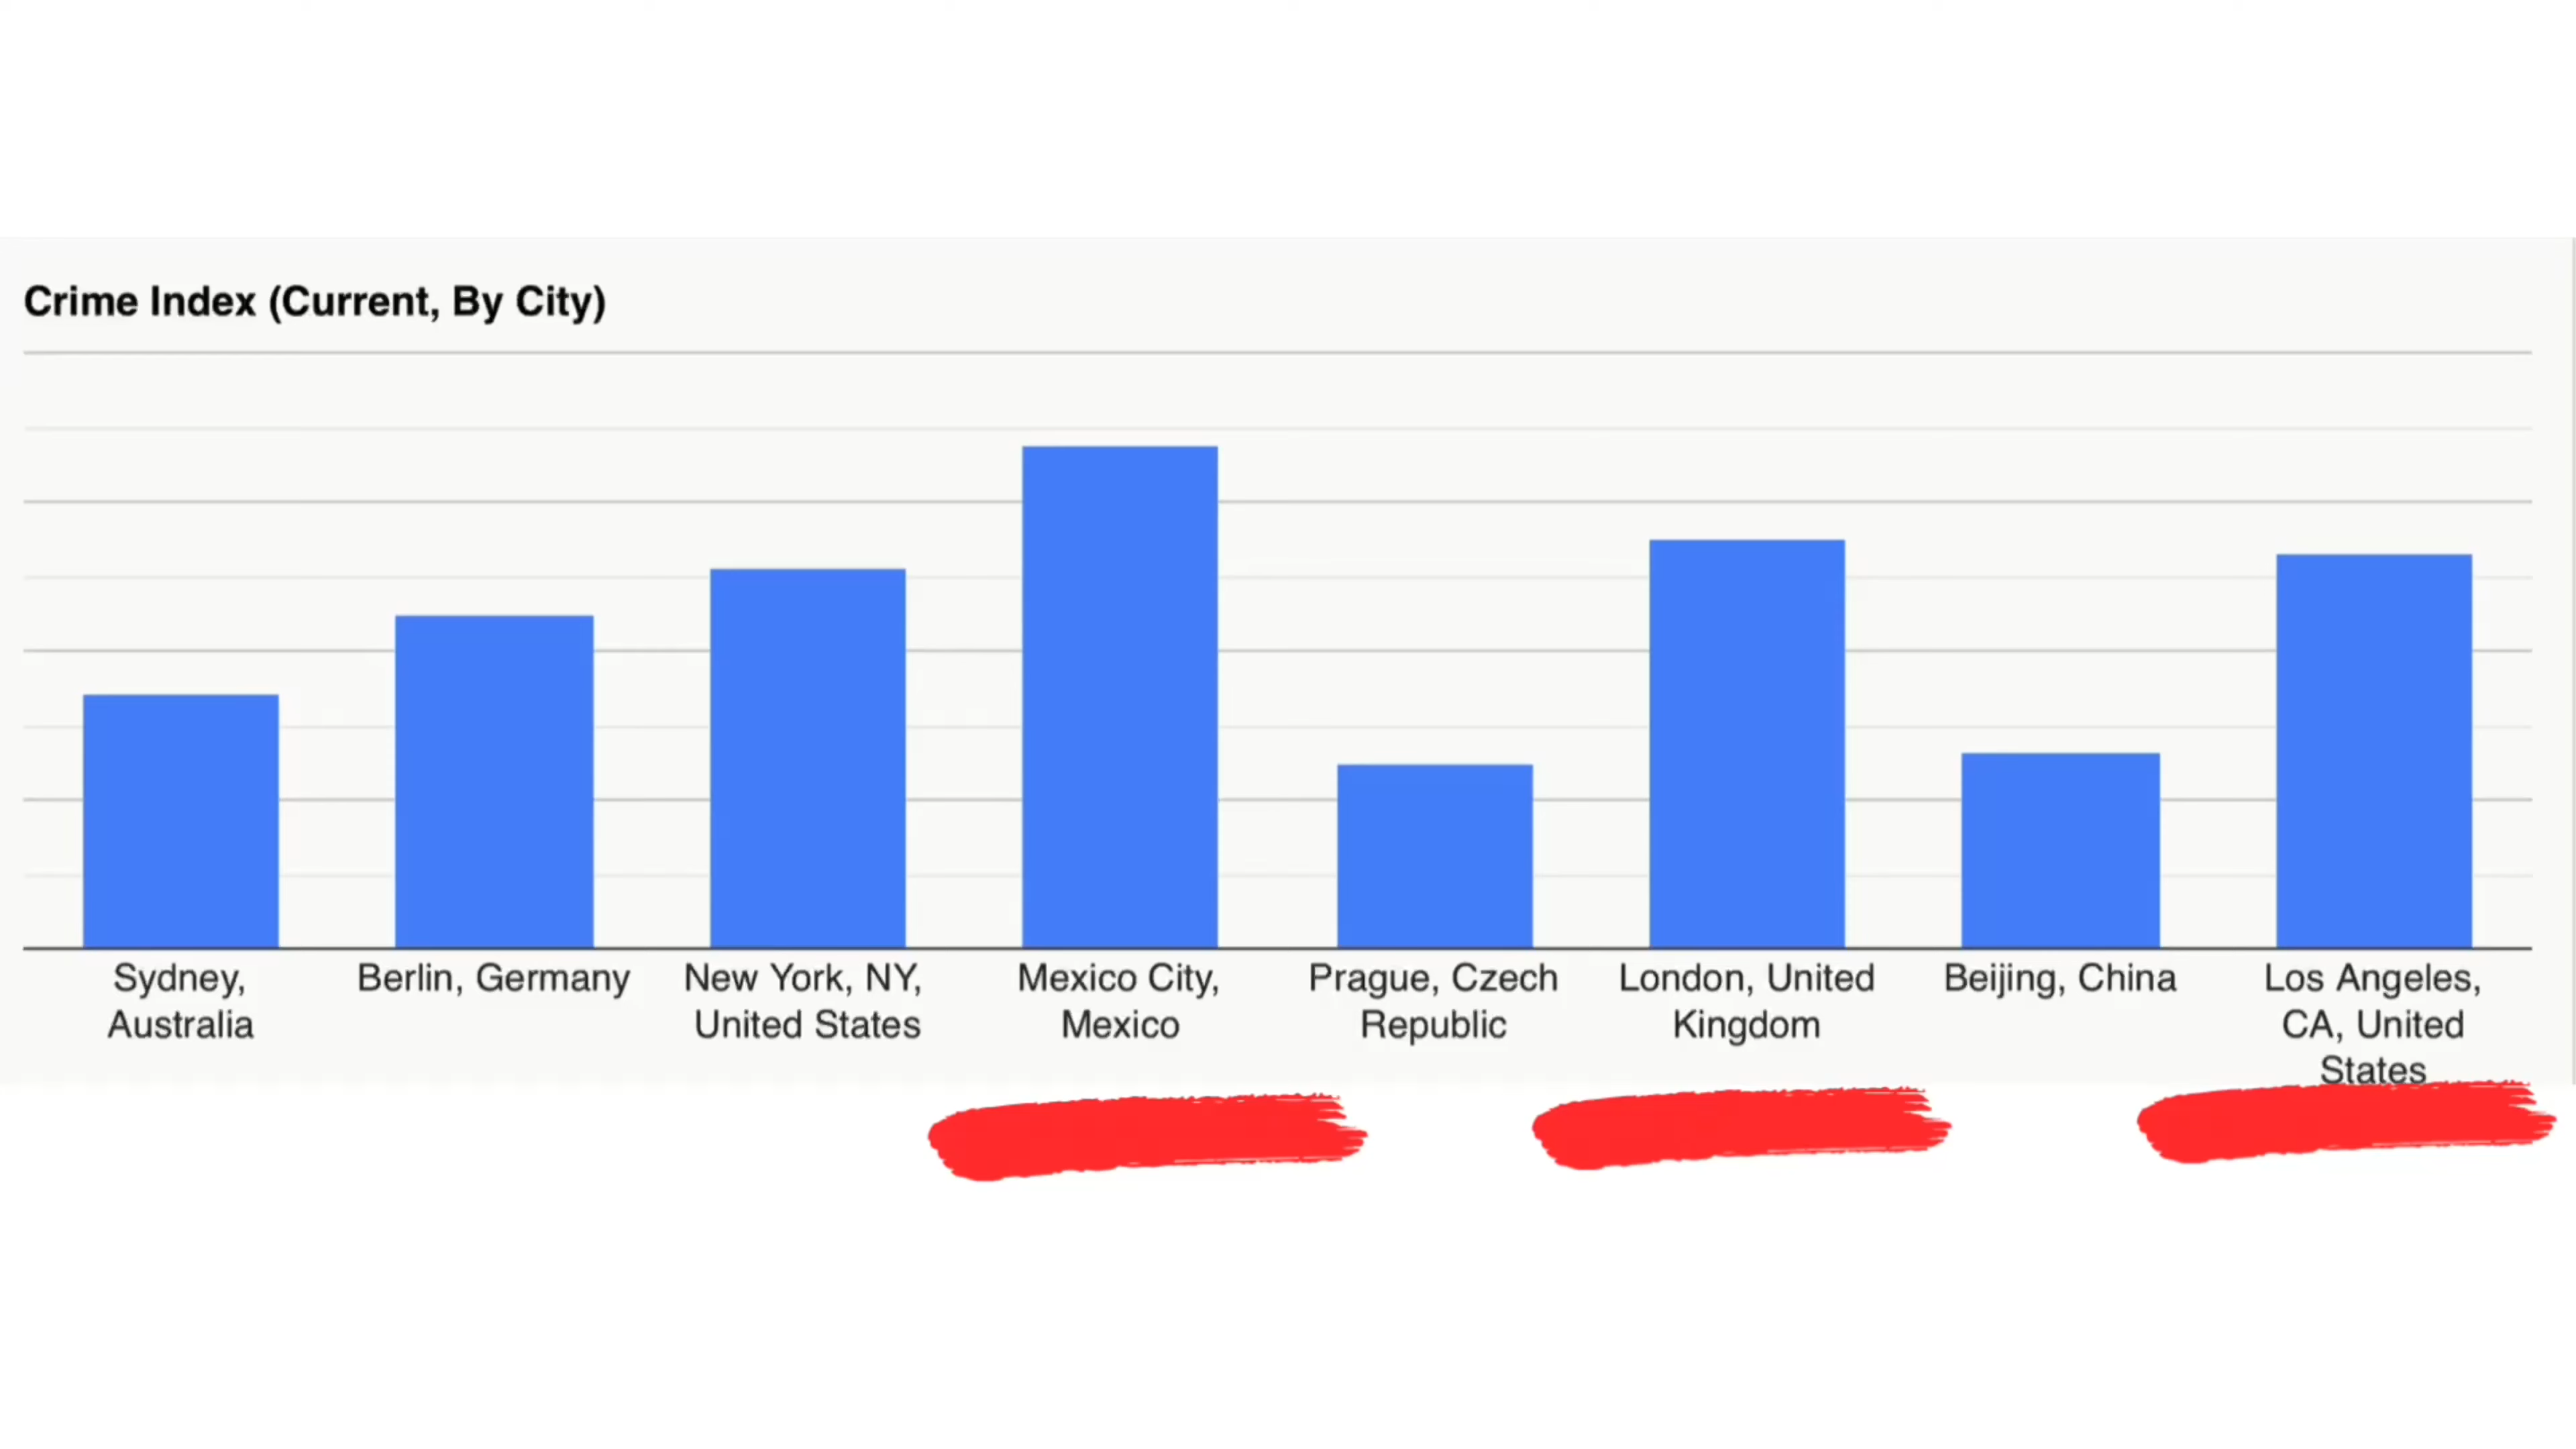 Crime Index (Current, By City)
Sydney,
Australia
Berlin, Germany
New York, NY,
United States
Mexico City,
Mexico
Prague, Czech
Republic
London, United
Kingdom
Beijing, China
Los Angeles,
CA, United
States